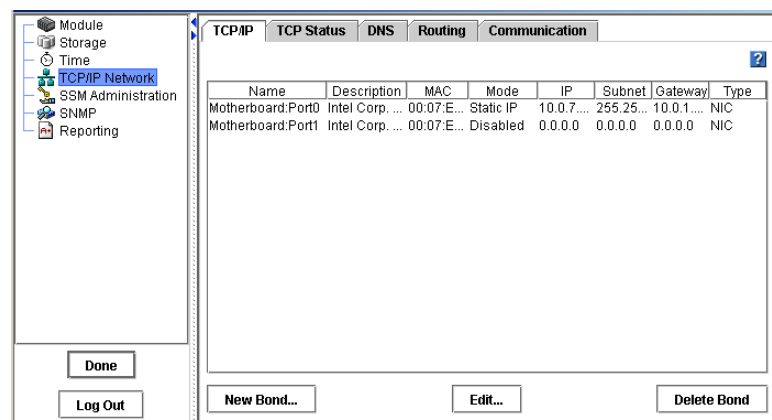 Module
Storage
Time
TCP/IP Network
SSM Administration
SNMP
Reporting
Done
Log Out
TCP/IP TCP Status DNS Routing Communication
?
Name Description MAC Mode IP Subnet Gateway Type
Motherboard:Port0 Intel Corp. ... 00:07:E... Static IP 10.0.7.... 255.25... 10.0.1.... NIC
Motherboard:Port1 Intel Corp. ... 00:07:E... Disabled 0.0.0.0 0.0.0.0 0.0.0.0 NIC
New Bond... Edit... Delete Bond